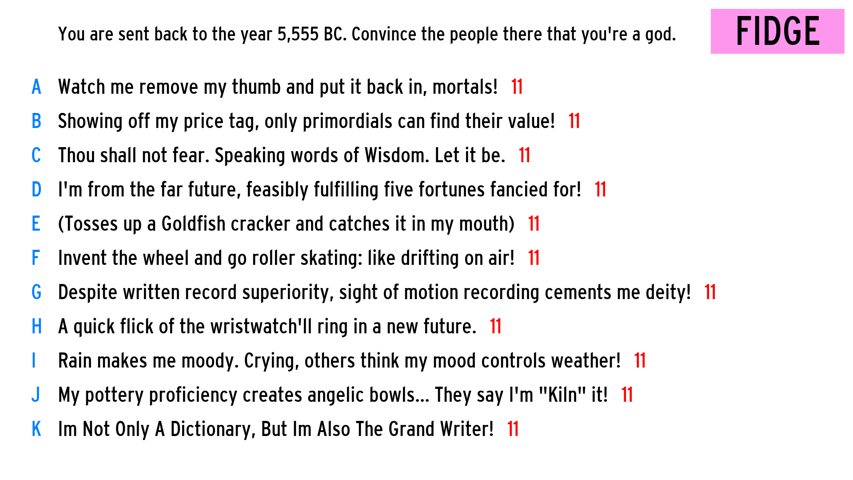 You are sent back to the year 5,555 BC. Convince the people there that you're a god.
FIDGE
A Watch me remove my thumb and put it back in, mortals! 11
B Showing off my price tag, only primordials can find their value! 11
C Thou shall not fear. Speaking words of Wisdom. Let it be. 11
D I'm from the far future, feasibly fulfilling five fortunes fancied for! 11
E (Tosses up a Goldfish cracker and catches it in my mouth) 11
F Invent the wheel and go roller skating: like drifting on air! 11
G Despite written record superiority, sight of motion recording cements me deity! 11
H A quick flick of the wristwatch'll ring in a new future. 11
I Rain makes me moody. Crying, others think my mood controls weather! 11
J My pottery proficiency creates angelic bowls... They say I'm "Kiln" it! 11
K Im Not Only A Dictionary, But Im Also The Grand Writer! 11